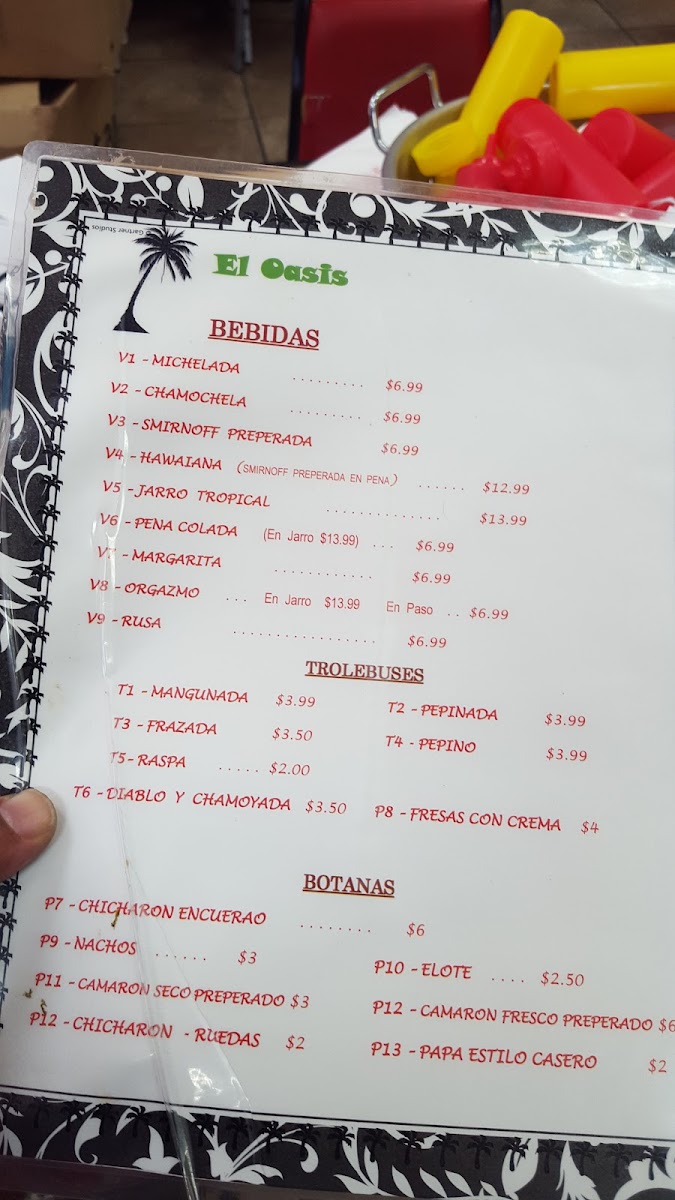 Gartner Studios
El Oasis
BEBIDAS
V1 - MICHELADA ......... $6.99
V2 - CHAMOCHELA ......... $6.99
V3 - SMIRNOFF PREPERADA $6.99
V4 - HAWAIANA (SMIRNOFF PREPERADA EN PENA) ...... $12.99
V5 - JARRO TROPICAL .............. $13.99
V6 - PENA COLADA (En Jarro $13.99) ... $6.99
V7 - MARGARITA ............ $6.99
V8 - ORGAZMO ... En Jarro $13.99 En Paso .. $6.99
V9 - RUSA ................. $6.99
TROLEBUSES
T1 - MANGUNADA $3.99 T2 - PEPINADA $3.99
T3 - FRAZADA $3.50 T4 - PEPINO $3.99
T5- RASPA ..... $2.00
T6 - DIABLO Y CHAMOYADA $3.50 P8 - FRESAS CON CREMA $4
BOTANAS
P7 - CHICHARON ENCUERAO ........ $6
P9 - NACHOS ...... $3 P10 - ELOTE .... $2.50
P11 - CAMARON SECO PREPERADO $3 P12 - CAMARON FRESCO PREPERADO $6
P12 - CHICHARON - RUEDAS $2 P13 - PAPA ESTILO CASERO $2